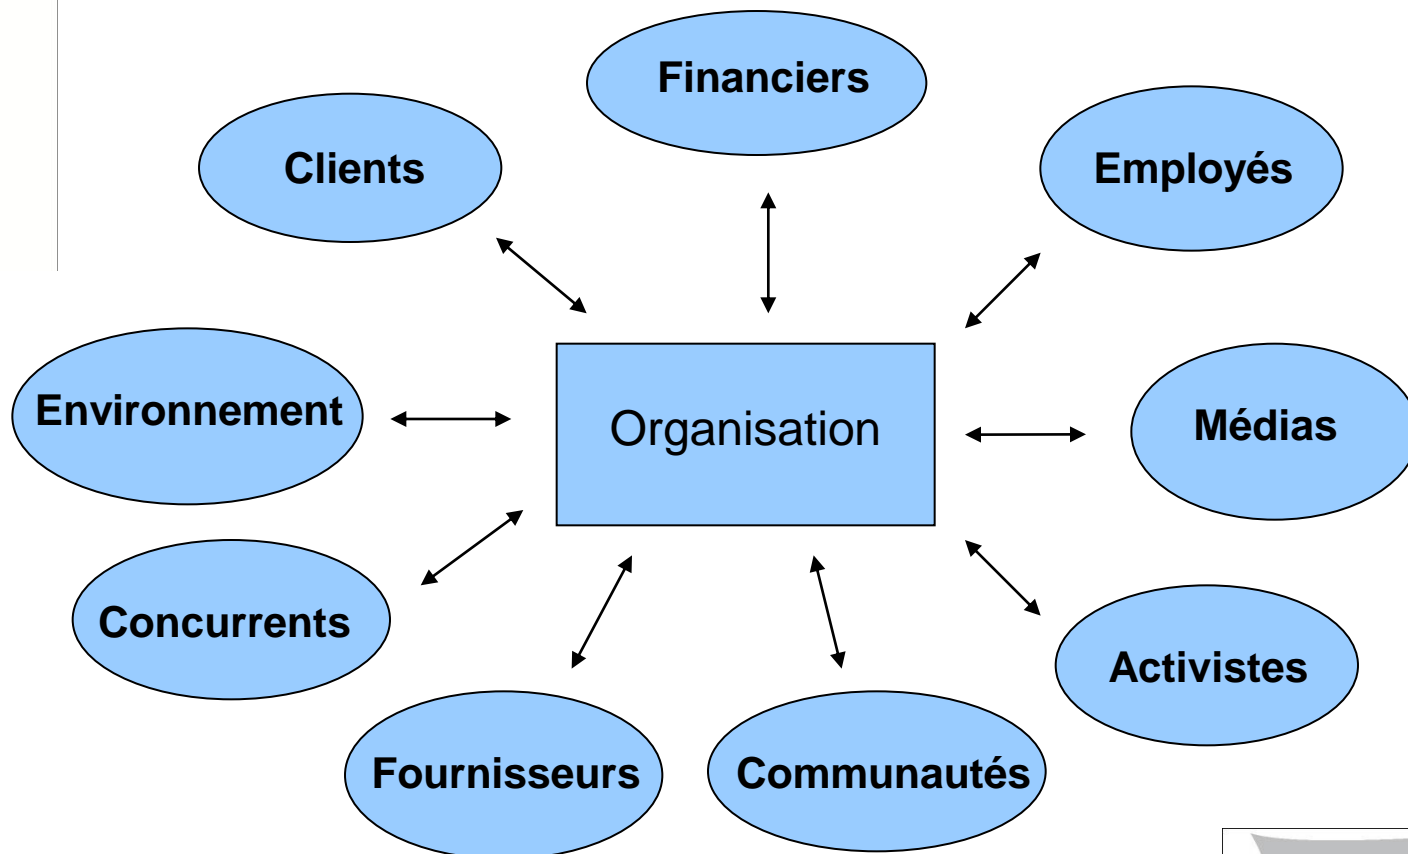 Financiers
Clients
Employés
Environnement
Organisation
Médias
Concurrents
Activistes
Fournisseurs
Communautés